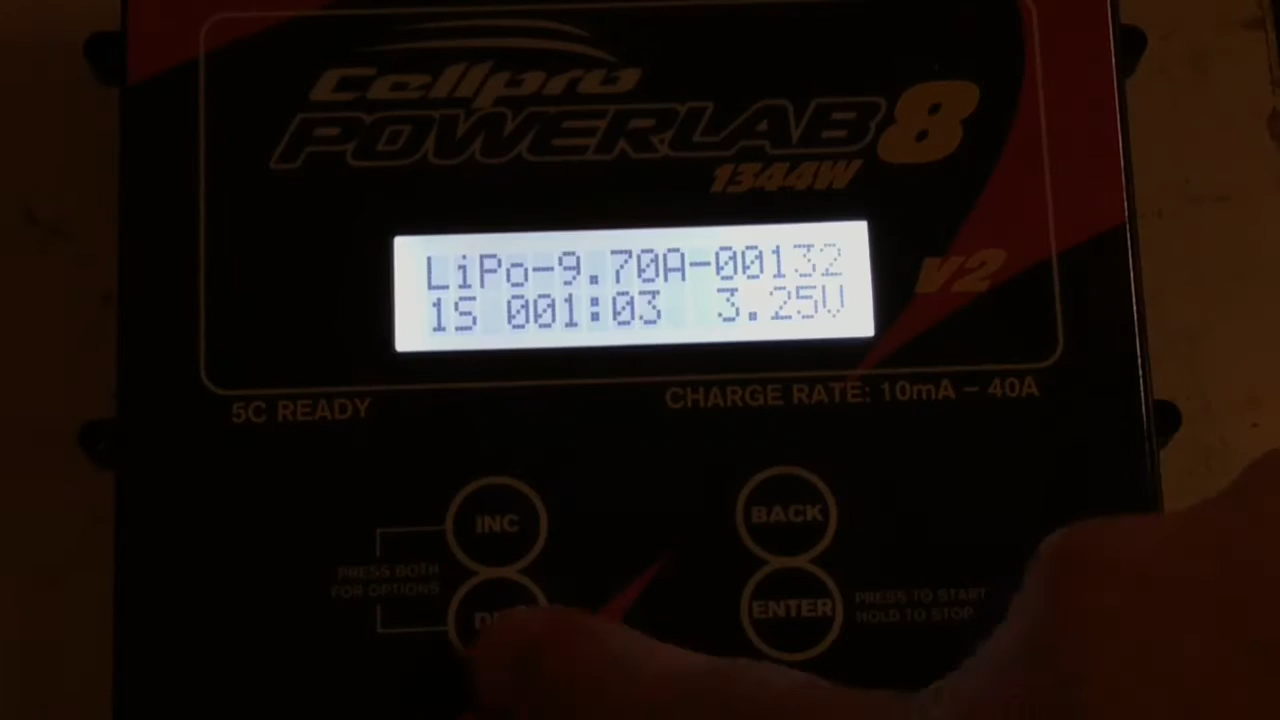 Cellpro
POWERLAB 8
1344W
LiPo-9.70A-00132
1S 001:03 3.25V
V2
5C READY
CHARGE RATE: 10mA - 40A
INC
BACK
PRESS BOTH
FOR OPTIONS
ENTER
PRESS TO START
HOLD TO STOP